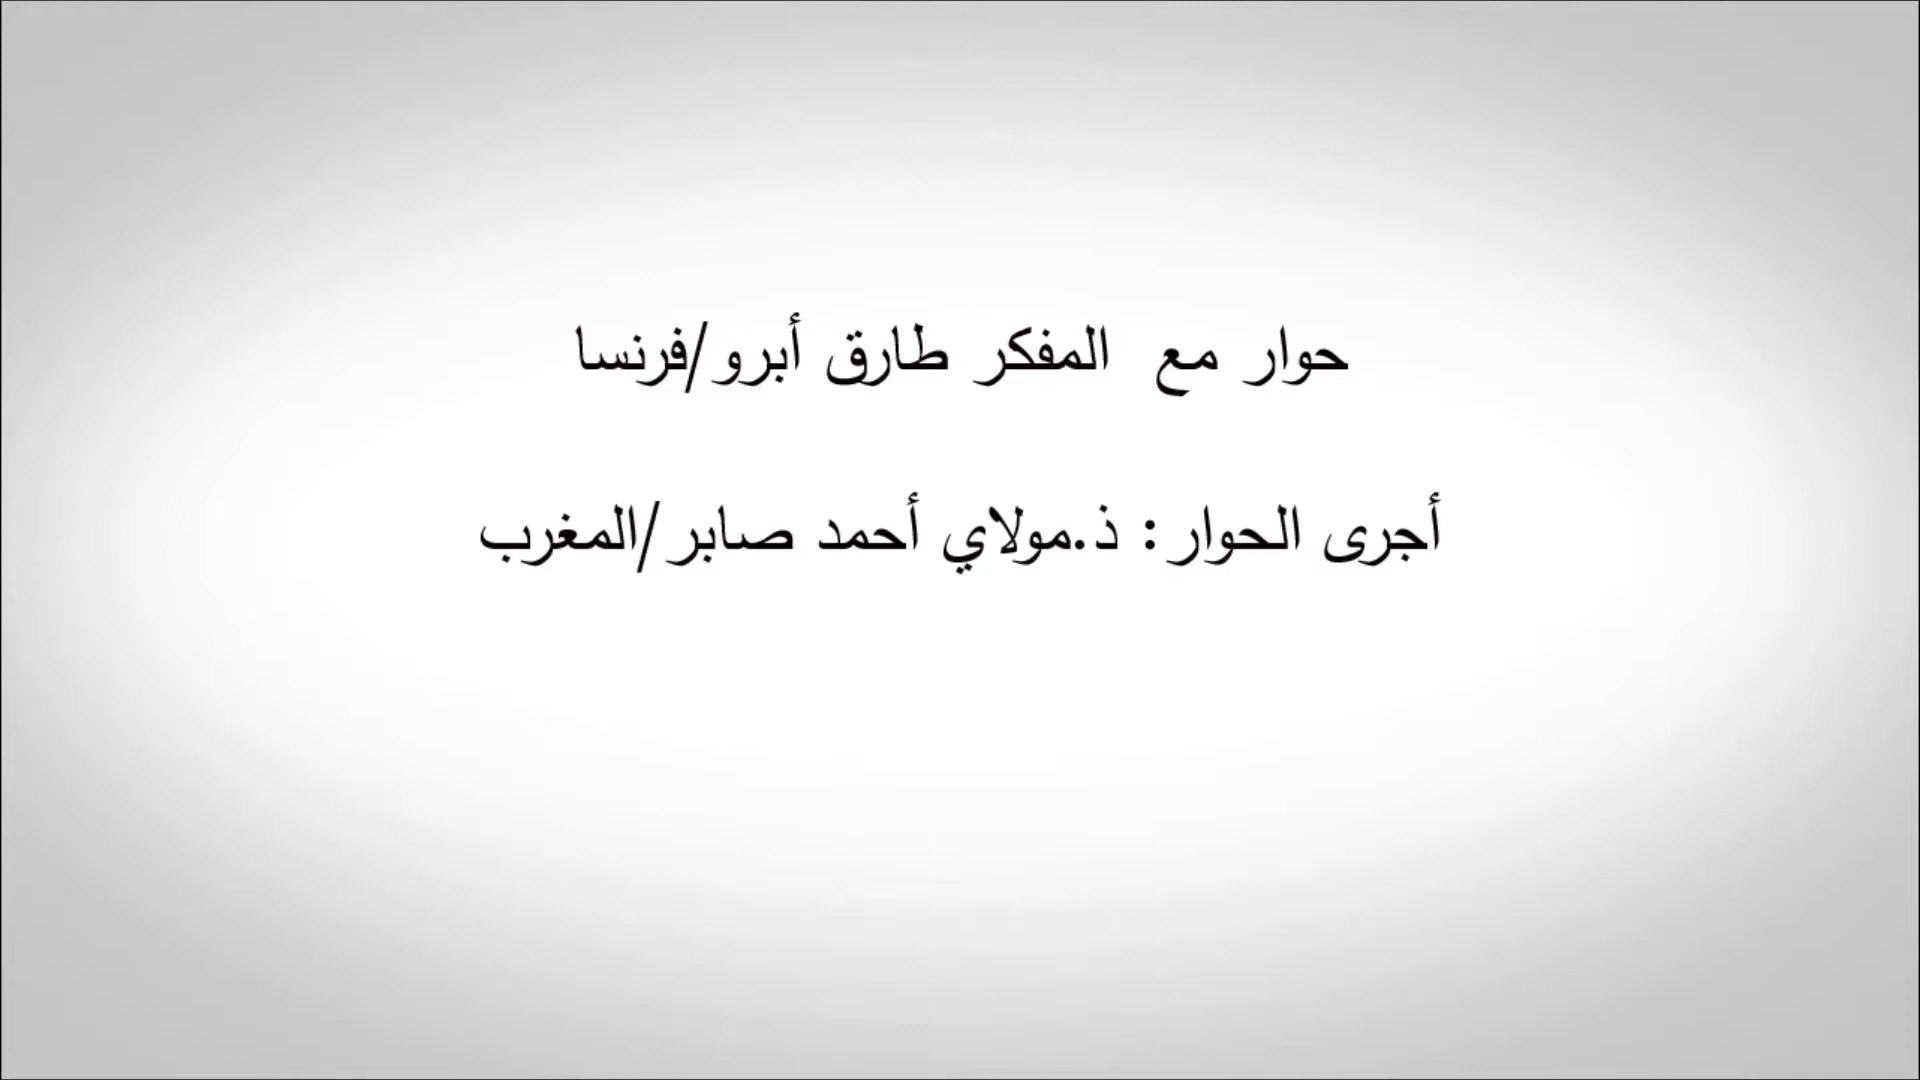 حوار مع المفكر طارق أبرو/فرنسا
أجرى الحوار: ذ.مولاي أحمد صابر/المغرب